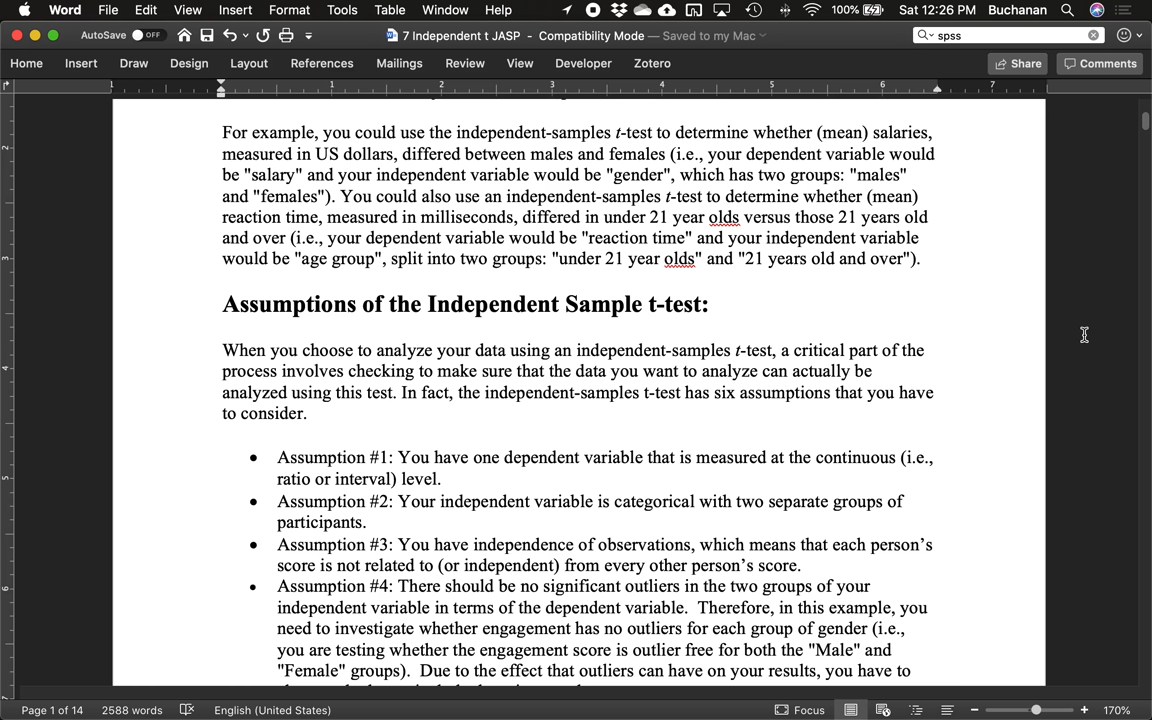 Word File Edit View Insert Format Tools Table Window Help 100% Sat 12:26 PM Buchanan
AutoSave OFF 7 Independent t JASP - Compatibility Mode — Saved to my Mac spss
Home Insert Draw Design Layout References Mailings Review View Developer Zotero Share Comments
1 1 2 3 4 5 6 7
For example, you could use the independent-samples t-test to determine whether (mean) salaries,
measured in US dollars, differed between males and females (i.e., your dependent variable would
be "salary" and your independent variable would be "gender", which has two groups: "males"
and "females"). You could also use an independent-samples t-test to determine whether (mean)
reaction time, measured in milliseconds, differed in under 21 year olds versus those 21 years old
and over (i.e., your dependent variable would be "reaction time" and your independent variable
would be "age group", split into two groups: "under 21 year olds" and "21 years old and over").
Assumptions of the Independent Sample t-test:
When you choose to analyze your data using an independent-samples t-test, a critical part of the
process involves checking to make sure that the data you want to analyze can actually be
analyzed using this test. In fact, the independent-samples t-test has six assumptions that you have
to consider.
• Assumption #1: You have one dependent variable that is measured at the continuous (i.e.,
ratio or interval) level.
• Assumption #2: Your independent variable is categorical with two separate groups of
participants.
• Assumption #3: You have independence of observations, which means that each person's
score is not related to (or independent) from every other person's score.
• Assumption #4: There should be no significant outliers in the two groups of your
independent variable in terms of the dependent variable. Therefore, in this example, you
need to investigate whether engagement has no outliers for each group of gender (i.e.,
you are testing whether the engagement score is outlier free for both the "Male" and
"Female" groups). Due to the effect that outliers can have on your results, you have to
Page 1 of 14 2588 words English (United States) Focus 170%